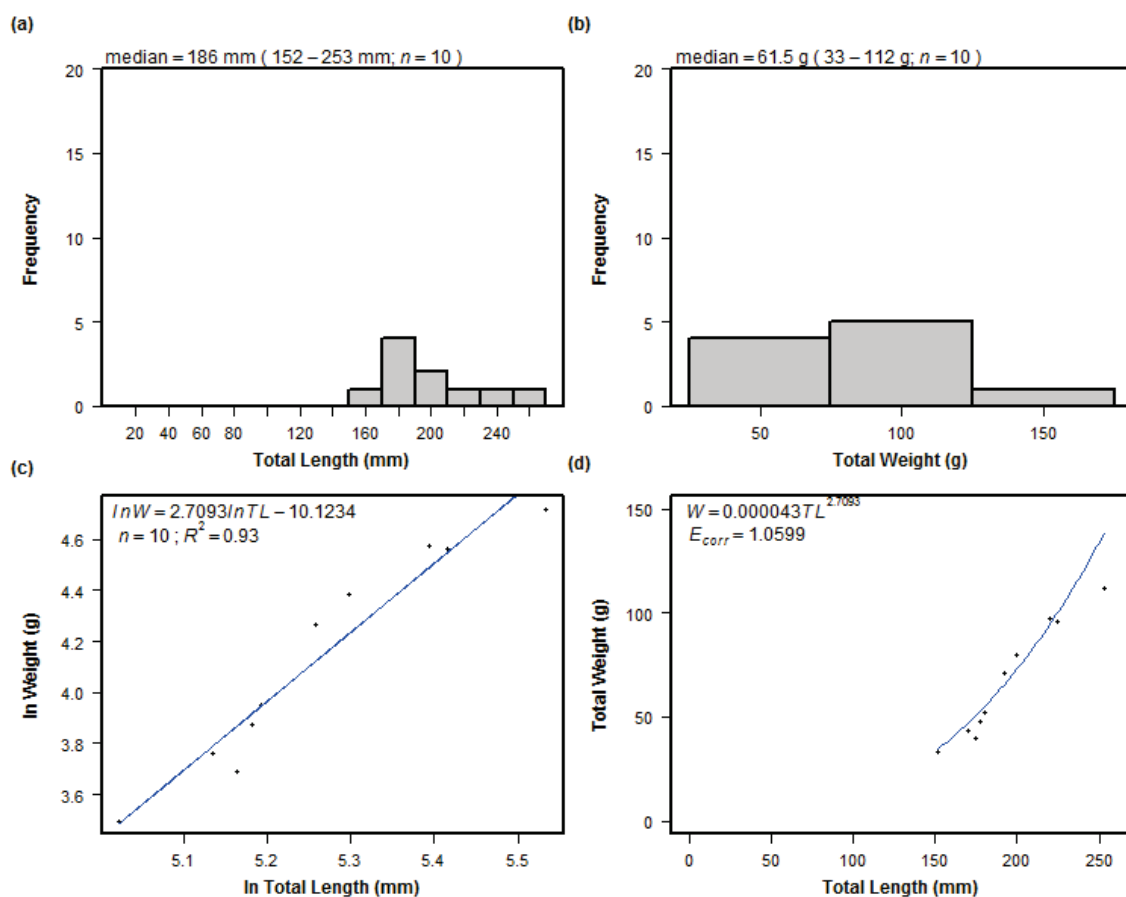 (a)
median = 186 mm ( 152 – 253 mm; n = 10 )
20
15
10
5
0
Frequency
20 40 60 80 120 160 200 240
Total Length (mm)
(b)
median = 61.5 g ( 33 – 112 g; n = 10 )
20
15
10
5
0
Frequency
50 100 150
Total Weight (g)
(c)
lnW = 2.7093lnTL – 10.1234
n = 10 ; R² = 0.93
4.6
4.4
4.2
4.0
3.8
3.6
ln Weight (g)
5.1 5.2 5.3 5.4 5.5
ln Total Length (mm)
(d)
W = 0.000043TL^2.7093
E_corr = 1.0599
150
100
50
0
Total Weight (g)
0 50 100 150 200 250
Total Length (mm)